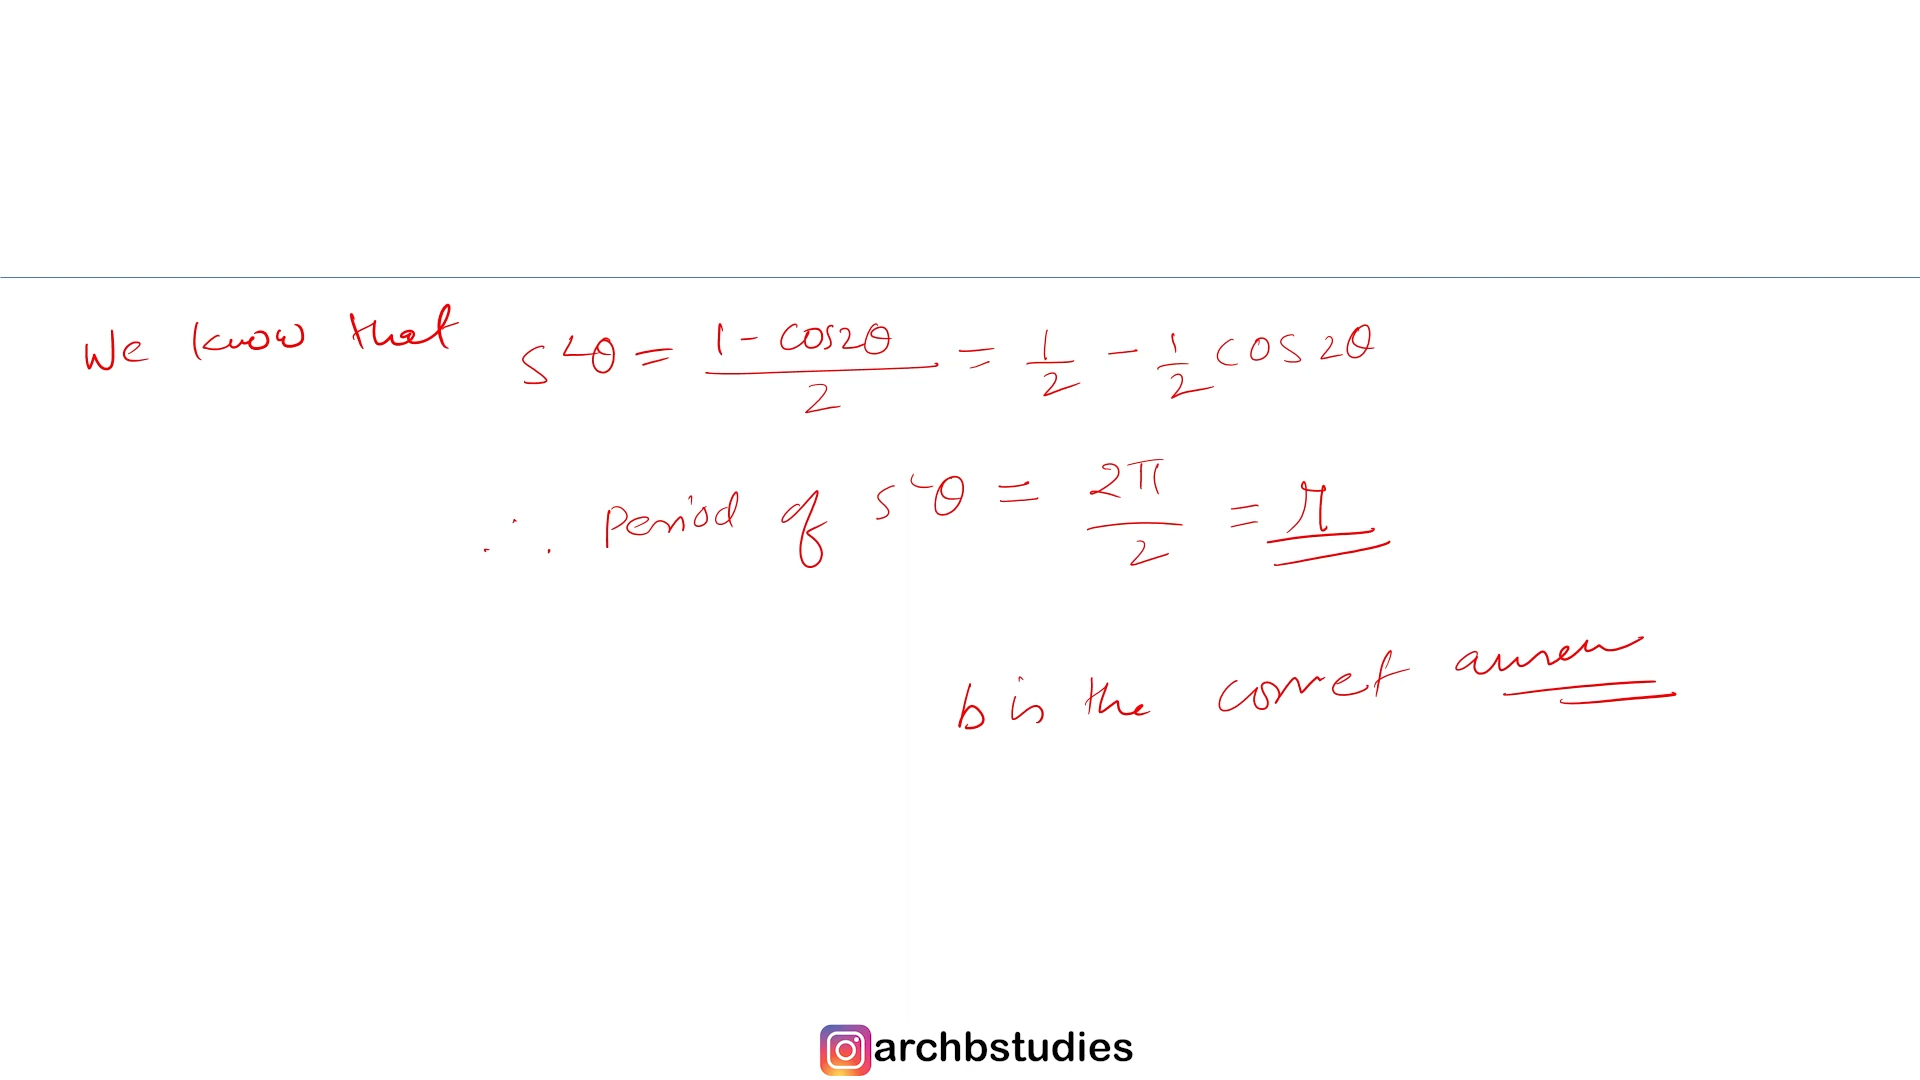 We know that s²θ = 1 - cos2θ / 2 = 1/2 - 1/2 cos 2θ
∴ period of s²θ = 2π / 2 = π
b is the correct answer
archbstudies